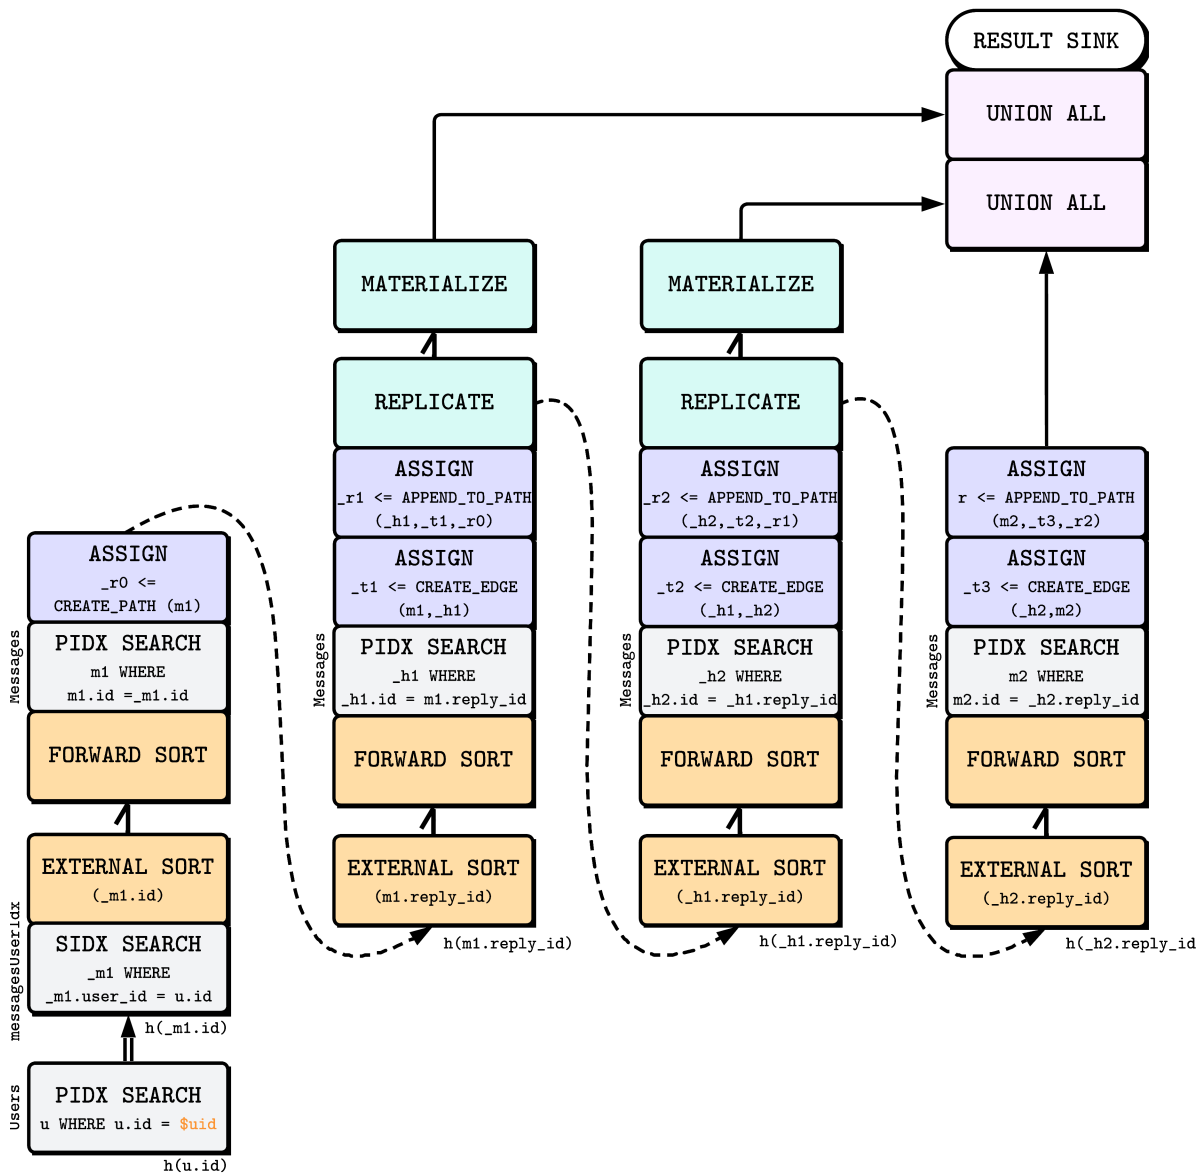 RESULT SINK
UNION ALL
UNION ALL
MATERIALIZE
REPLICATE
ASSIGN
_r1 <= APPEND_TO_PATH
(_h1,_t1,_r0)
ASSIGN
_t1 <= CREATE_EDGE
(m1,_h1)
PIDX SEARCH
_h1 WHERE
_h1.id = m1.reply_id
Messages
FORWARD SORT
EXTERNAL SORT
(m1.reply_id)
h(m1.reply_id)
MATERIALIZE
REPLICATE
ASSIGN
_r2 <= APPEND_TO_PATH
(_h2,_t2,_r1)
ASSIGN
_t2 <= CREATE_EDGE
(_h1,_h2)
PIDX SEARCH
_h2 WHERE
_h2.id = _h1.reply_id
Messages
FORWARD SORT
EXTERNAL SORT
(_h1.reply_id)
h(_h1.reply_id)
ASSIGN
r <= APPEND_TO_PATH
(m2,_t3,_r2)
ASSIGN
_t3 <= CREATE_EDGE
(_h2,m2)
PIDX SEARCH
m2 WHERE
m2.id = _h2.reply_id
Messages
FORWARD SORT
EXTERNAL SORT
(_h2.reply_id)
h(_h2.reply_id
ASSIGN
_r0 <=
CREATE_PATH (m1)
PIDX SEARCH
m1 WHERE
m1.id =_m1.id
Messages
FORWARD SORT
EXTERNAL SORT
(_m1.id)
SIDX SEARCH
_m1 WHERE
_m1.user_id = u.id
messagesUserIdx
h(_m1.id)
PIDX SEARCH
u WHERE u.id = $uid
Users
h(u.id)